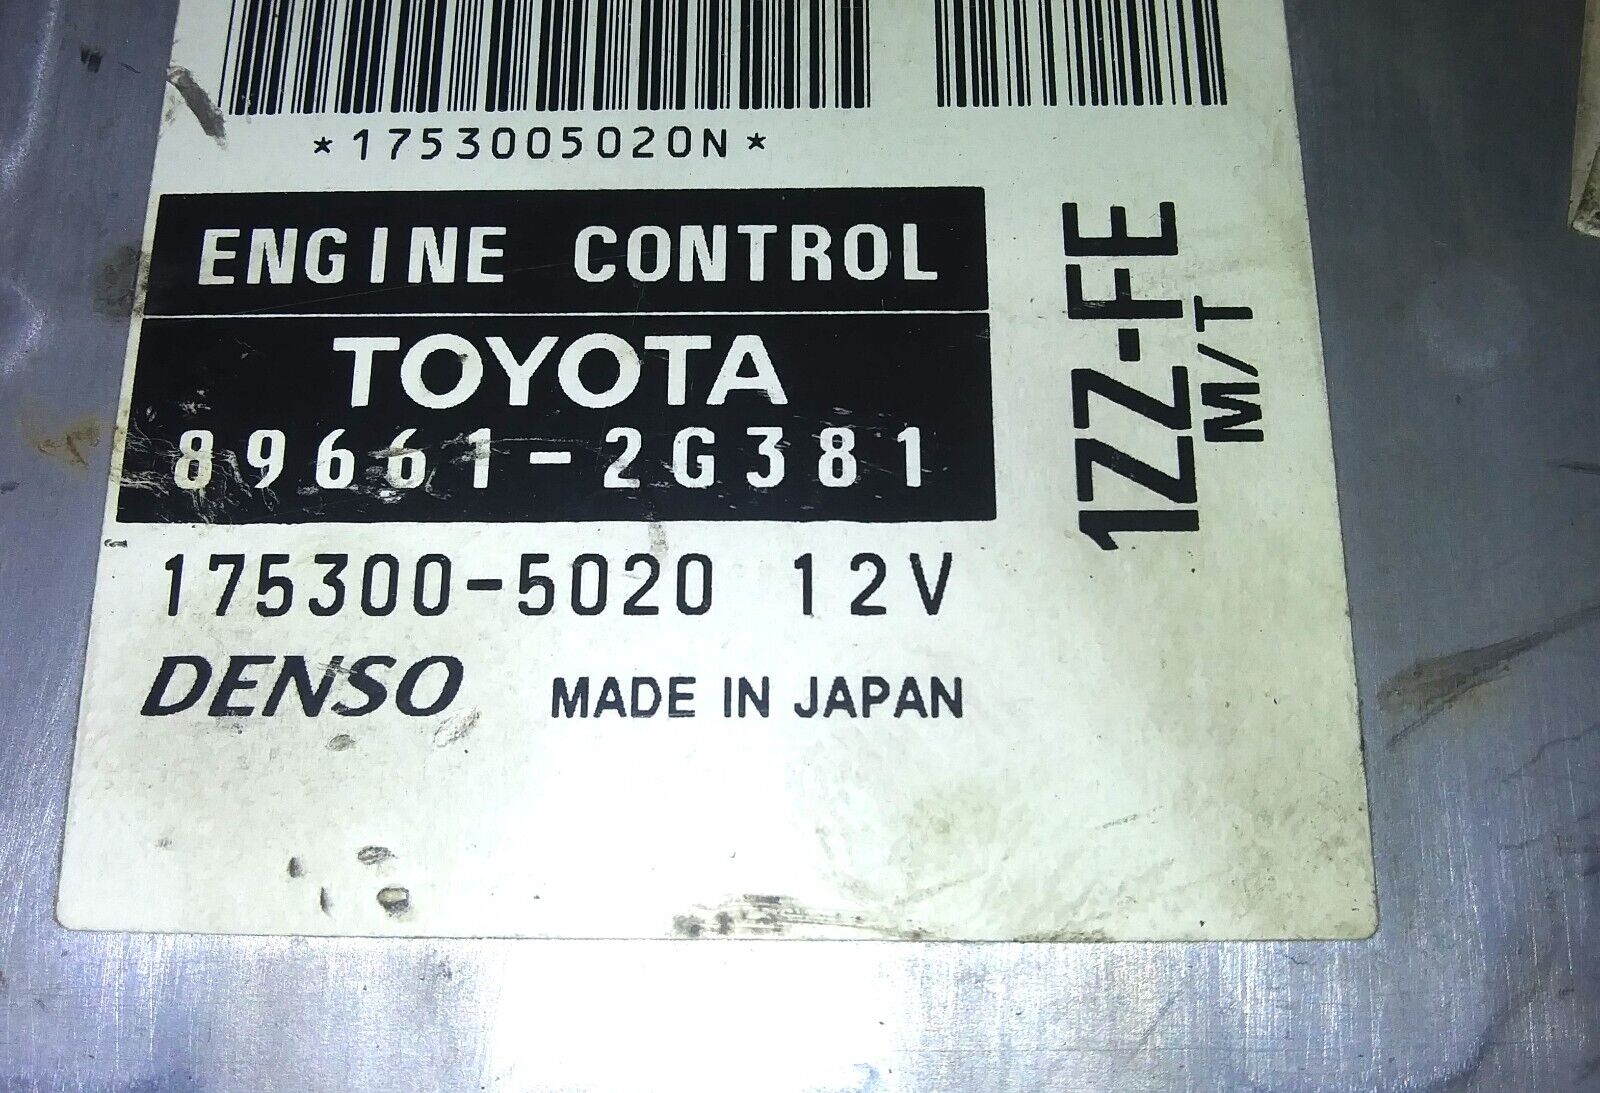 *1753005020N*
ENGINE CONTROL
TOYOTA
89661-2G381
175300-5020 12V
DENSO MADE IN JAPAN
1ZZ-FE
M/T